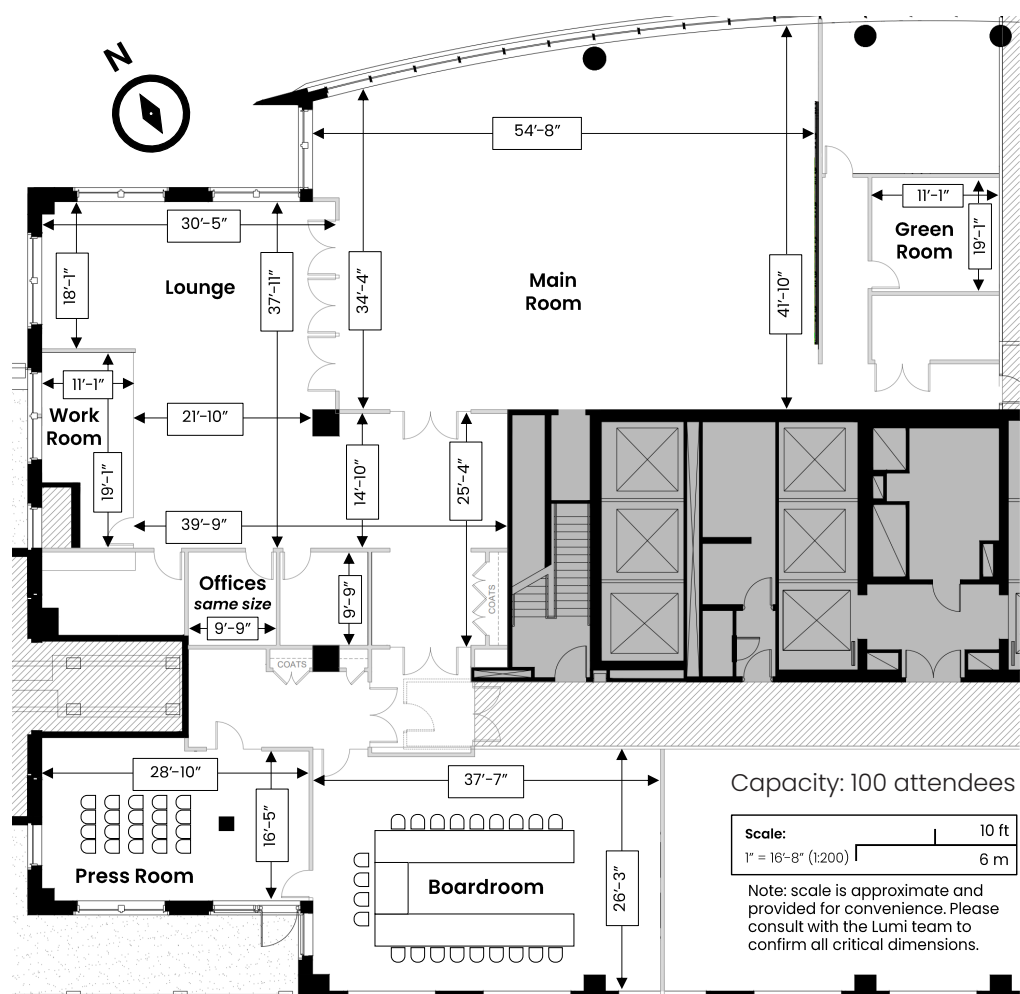 N
54'-8"
30'-5"
11'-1"
Green
Room
19'-1"
18'-1"
Lounge
37'-11"
34'-4"
Main
Room
41'-10"
11'-1"
Work
Room
21'-10"
19'-1"
14'-10"
25'-4"
39'-9"
Offices
same size
9'-9"
9'-9"
COATS
COATS
28'-10"
16'-5"
Press Room
37'-7"
Boardroom
26'-3"
Capacity: 100 attendees
Scale:
1" = 16'-8" (1:200)
10 ft
6 m
Note: scale is approximate and
provided for convenience. Please
consult with the Lumi team to
confirm all critical dimensions.